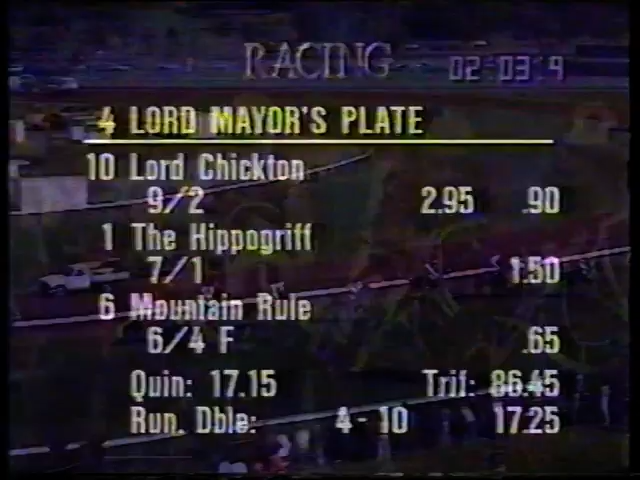 RACING 02:03:9
4 LORD MAYOR'S PLATE
10 Lord Chickton
9/2 2.95 .90
1 The Hippogriff
7/1 1.50
6 Mountain Rule
6/4 F .65
Quin: 17.15 Trif: 86.45
Run. Dble: 4 - 10 17.25